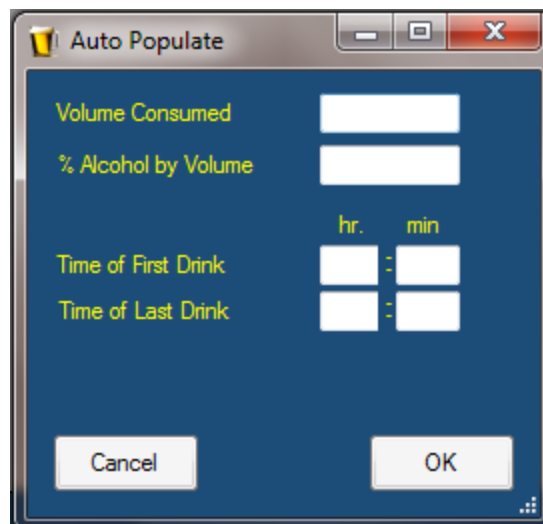 Auto Populate
Volume Consumed
% Alcohol by Volume
hr. min
Time of First Drink :
Time of Last Drink :
Cancel OK